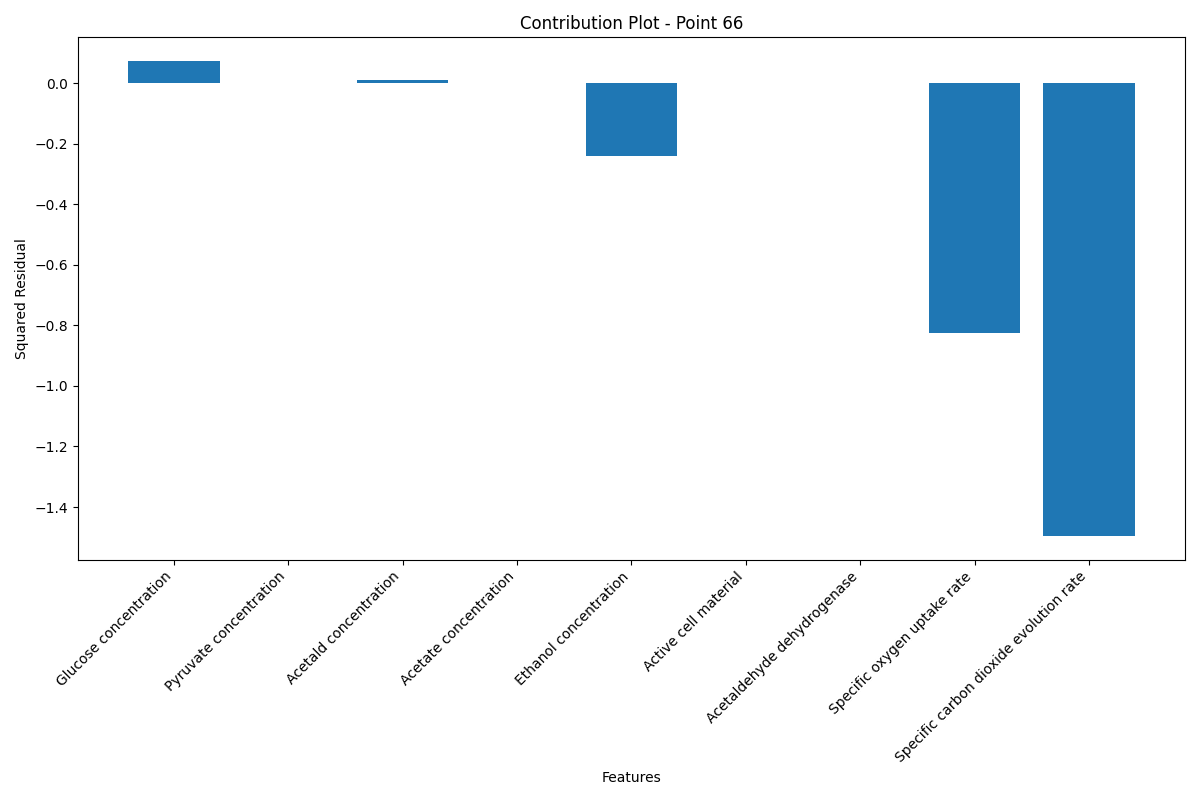 Contribution Plot - Point 66
Squared Residual
0.0
−0.2
−0.4
−0.6
−0.8
−1.0
−1.2
−1.4
Glucose concentration
Pyruvate concentration
Acetald concentration
Acetate concentration
Ethanol concentration
Active cell material
Acetaldehyde dehydrogenase
Specific oxygen uptake rate
Specific carbon dioxide evolution rate
Features